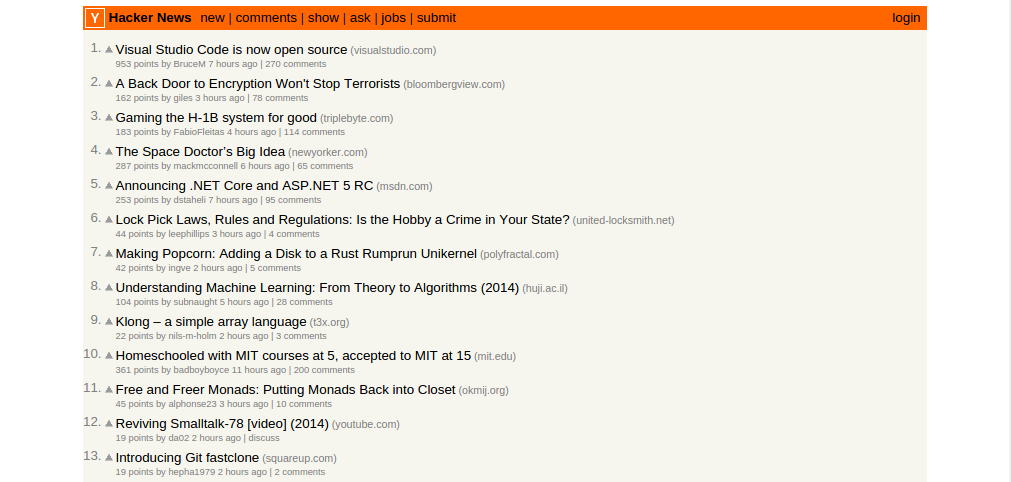 Y Hacker News new | comments | show | ask | jobs | submit login
1. Visual Studio Code is now open source (visualstudio.com)
953 points by BruceM 7 hours ago | 270 comments
2. A Back Door to Encryption Won't Stop Terrorists (bloombergview.com)
162 points by giles 3 hours ago | 78 comments
3. Gaming the H-1B system for good (triplebyte.com)
183 points by FabioFleitas 4 hours ago | 114 comments
4. The Space Doctor’s Big Idea (newyorker.com)
287 points by mackmcconnell 6 hours ago | 65 comments
5. Announcing .NET Core and ASP.NET 5 RC (msdn.com)
253 points by dstaheli 7 hours ago | 95 comments
6. Lock Pick Laws, Rules and Regulations: Is the Hobby a Crime in Your State? (united-locksmith.net)
44 points by leephillips 3 hours ago | 4 comments
7. Making Popcorn: Adding a Disk to a Rust Rumprun Unikernel (polyfractal.com)
42 points by ingve 2 hours ago | 5 comments
8. Understanding Machine Learning: From Theory to Algorithms (2014) (huji.ac.il)
104 points by subnaught 5 hours ago | 28 comments
9. Klong – a simple array language (t3x.org)
22 points by nils-m-holm 2 hours ago | 3 comments
10. Homeschooled with MIT courses at 5, accepted to MIT at 15 (mit.edu)
361 points by badboyboyce 11 hours ago | 200 comments
11. Free and Freer Monads: Putting Monads Back into Closet (okmij.org)
45 points by alphonse23 3 hours ago | 10 comments
12. Reviving Smalltalk-78 [video] (2014) (youtube.com)
19 points by da02 2 hours ago | discuss
13. Introducing Git fastclone (squareup.com)
19 points by hepha1979 2 hours ago | 2 comments